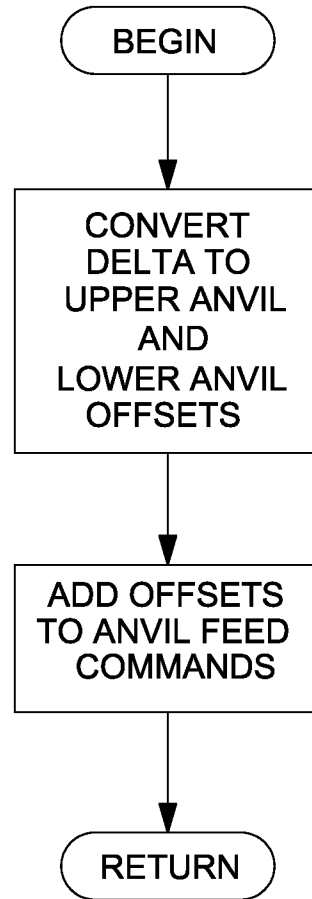 BEGIN
CONVERT
DELTA TO
UPPER ANVIL
AND
LOWER ANVIL
OFFSETS
ADD OFFSETS
TO ANVIL FEED
COMMANDS
RETURN